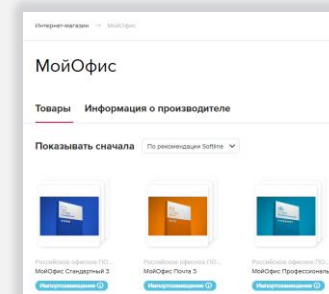 Интернет-магазин → МойОфис
МойОфис
Товары Информация о производителе
Показывать сначала По рекомендации Softline
Российское офисное ПО... Российское офисное ПО... Российское офисное ПО...
МойОфис Стандартный 3. МойОфис Почта 3 МойОфис Профессиональн
Импортозамещение Импортозамещение Импортозамещение